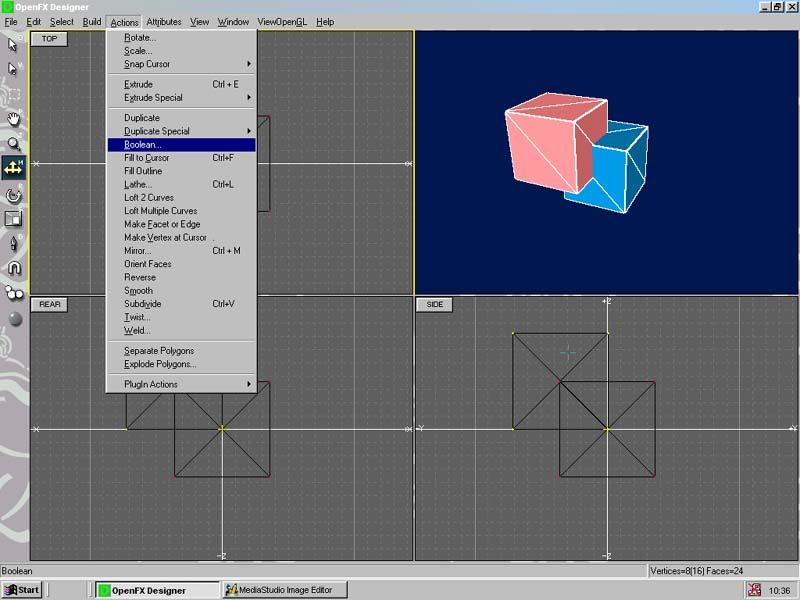 OpenFX Designer
File Edit Select Build Actions Attributes View Window ViewOpenGL Help
TOP
Rotate...
Scale...
Snap Cursor
Extrude Ctrl + E
Extrude Special
Duplicate
Duplicate Special
Boolean...
Fill to Cursor Ctrl+F
Fill Outline
Lathe... Ctrl+L
Loft 2 Curves
Loft Multiple Curves
Make Facet or Edge
Make Vertex at Cursor .
Mirror... Ctrl + M
Orient Faces
Reverse
Smooth
Subdivide Ctrl+V
Twist...
Weld...
Separate Polygons
Explode Polygons...
PlugIn Actions
REAR
SIDE
+Z
-Y
+Y
-Z
-Z
Boolean
Vertices=8(16) Faces=24
Start
OpenFX Designer
MediaStudio Image Editor
10:36